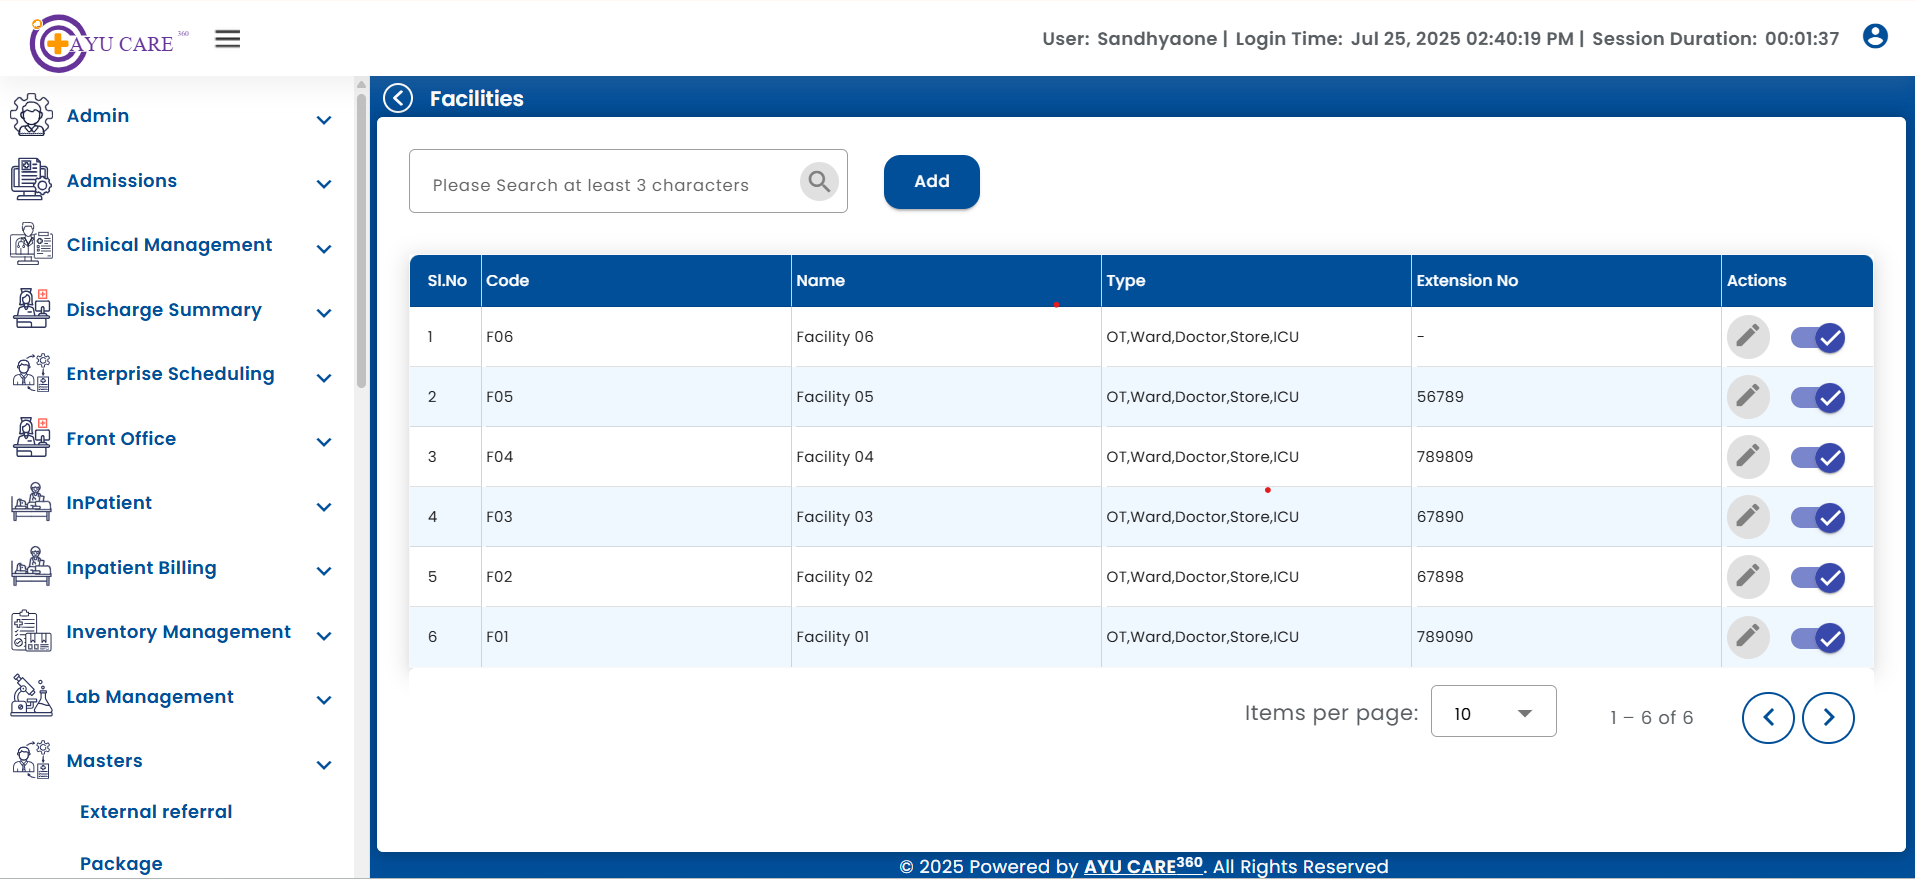 AYU CARE 360
User: Sandhyaone | Login Time: Jul 25, 2025 02:40:19 PM | Session Duration: 00:01:37
Admin
Admissions
Clinical Management
Discharge Summary
Enterprise Scheduling
Front Office
InPatient
Inpatient Billing
Inventory Management
Lab Management
Masters
External referral
Package
Facilities
Please Search at least 3 characters
Add
Sl.No Code Name Type Extension No Actions
1 F06 Facility 06 OT,Ward,Doctor,Store,ICU -
2 F05 Facility 05 OT,Ward,Doctor,Store,ICU 56789
3 F04 Facility 04 OT,Ward,Doctor,Store,ICU 789809
4 F03 Facility 03 OT,Ward,Doctor,Store,ICU 67890
5 F02 Facility 02 OT,Ward,Doctor,Store,ICU 67898
6 F01 Facility 01 OT,Ward,Doctor,Store,ICU 789090
Items per page: 10 1 – 6 of 6
© 2025 Powered by AYU CARE360. All Rights Reserved